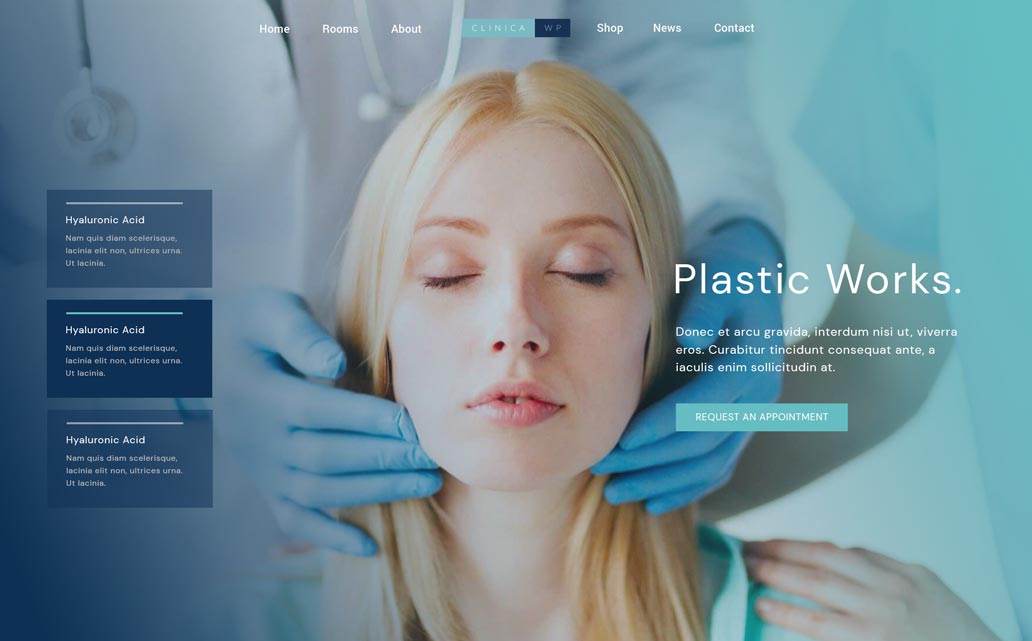 Home Rooms About CLINICA WP Shop News Contact
Hyaluronic Acid
Nam quis diam scelerisque,
lacinia elit non, ultrices urna.
Ut lacinia.
Hyaluronic Acid
Nam quis diam scelerisque,
lacinia elit non, ultrices urna.
Ut lacinia.
Hyaluronic Acid
Nam quis diam scelerisque,
lacinia elit non, ultrices urna.
Ut lacinia.
Plastic Works.
Donec et arcu gravida, interdum nisi ut, viverra
eros. Curabitur tincidunt consequat ante, a
iaculis enim sollicitudin at.
REQUEST AN APPOINTMENT